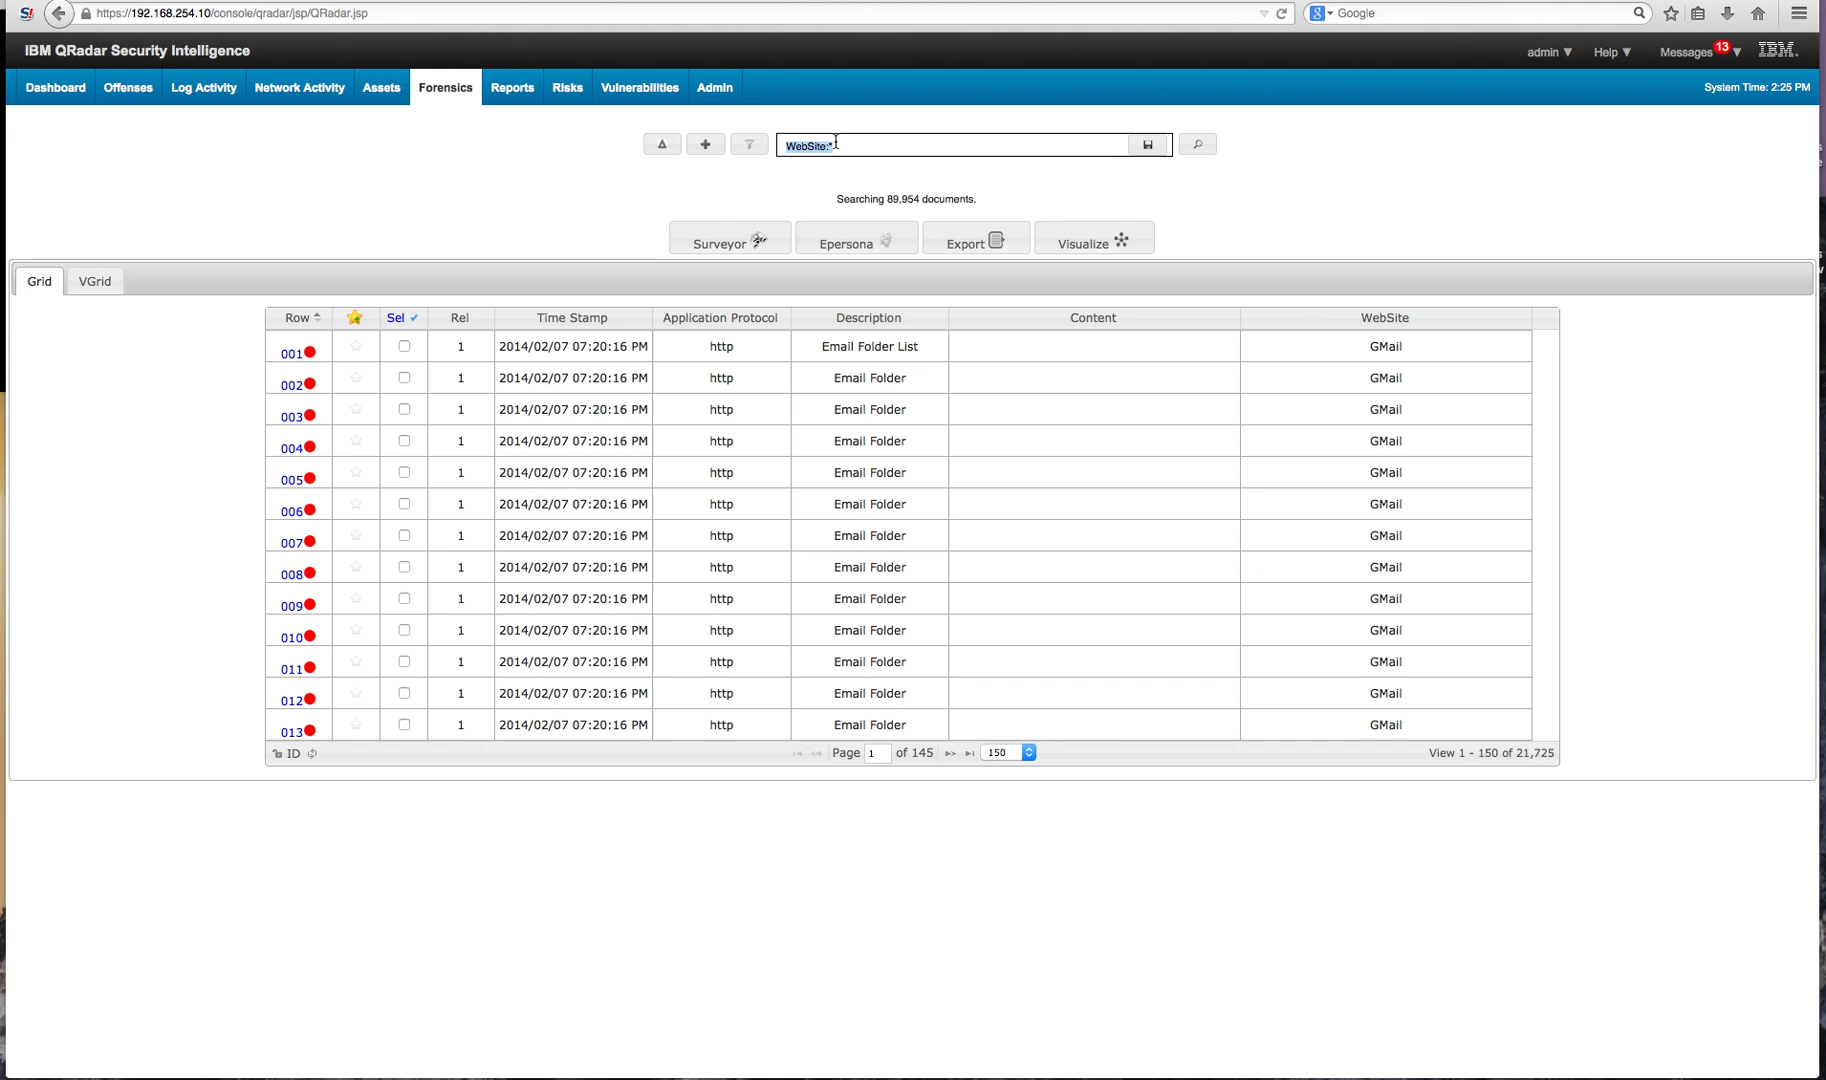 https://192.168.254.10/console/qradar/jsp/QRadar.jsp
Google
IBM QRadar Security Intelligence
admin ▼ Help ▼ Messages 13 ▼ IBM.
Dashboard Offenses Log Activity Network Activity Assets Forensics Reports Risks Vulnerabilities Admin System Time: 2:25 PM
WebSite:*
Searching 89,954 documents.
Surveyor Epersona Export Visualize
Grid VGrid
Row Sel Rel Time Stamp Application Protocol Description Content WebSite
001 1 2014/02/07 07:20:16 PM http Email Folder List GMail
002 1 2014/02/07 07:20:16 PM http Email Folder GMail
003 1 2014/02/07 07:20:16 PM http Email Folder GMail
004 1 2014/02/07 07:20:16 PM http Email Folder GMail
005 1 2014/02/07 07:20:16 PM http Email Folder GMail
006 1 2014/02/07 07:20:16 PM http Email Folder GMail
007 1 2014/02/07 07:20:16 PM http Email Folder GMail
008 1 2014/02/07 07:20:16 PM http Email Folder GMail
009 1 2014/02/07 07:20:16 PM http Email Folder GMail
010 1 2014/02/07 07:20:16 PM http Email Folder GMail
011 1 2014/02/07 07:20:16 PM http Email Folder GMail
012 1 2014/02/07 07:20:16 PM http Email Folder GMail
013 1 2014/02/07 07:20:16 PM http Email Folder GMail
ID Page 1 of 145 150 View 1 - 150 of 21,725